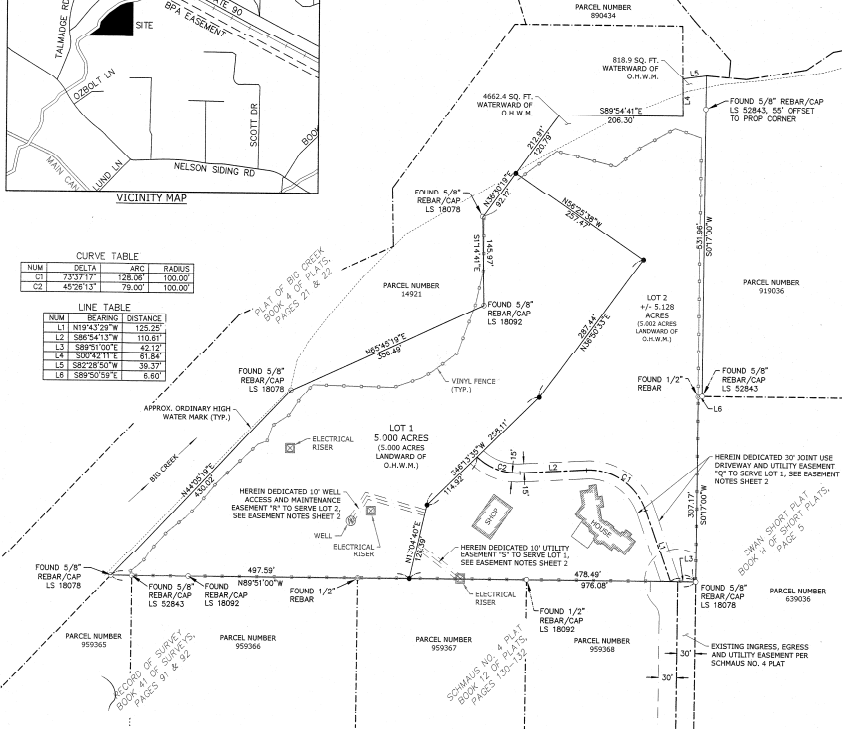 TALMADGE RD
ATE 90
BPA EASEMENT
SITE
OZBOLT LN
SCOTT DR
BOOK
MAIN CAN
LUND LN
NELSON SIDING RD
VICINITY MAP
CURVE TABLE
NUM DELTA ARC RADIUS
C1 73°37'17" 128.06' 100.00'
C2 45°26'13" 79.00' 100.00'
LINE TABLE
NUM BEARING DISTANCE
L1 N19°43'29"W 125.25'
L2 S86°54'13"W 110.61'
L3 S89°51'00"E 42.12'
L4 S00°42'11"E 61.84'
L5 S82°28'50"W 39.37'
L6 S89°50'59"E 6.60'
PARCEL NUMBER
890434
818.9 SQ. FT.
WATERWARD OF
O.H.W.M.
L5
L4
4662.4 SQ. FT.
WATERWARD OF
O.H.W.M.
S89°54'41"E
206.30'
FOUND 5/8" REBAR/CAP
LS 52843, 55' OFFSET
TO PROP CORNER
212.91'
120.79'
N36°30'19"E
92.12'
FOUND 5/8"
REBAR/CAP
LS 18078
N56°25'38"W
257.47'
531.96'
S0°17'00"W
145.97'
S1°14'41"E
PLAT OF BIG CREEK
BOOK 4 OF PLATS,
PAGES 21 & 22
PARCEL NUMBER
14921
PARCEL NUMBER
919036
LOT 2
+/- 5.128
ACRES
(5.002 ACRES
LANDWARD OF
O.H.W.M.)
FOUND 5/8"
REBAR/CAP
LS 18092
287.44'
N36°50'33"E
N65°45'19"E
356.49'
FOUND 5/8"
REBAR/CAP
LS 18078
VINYL FENCE
(TYP.)
FOUND 1/2"
REBAR
FOUND 5/8"
REBAR/CAP
LS 52843
L6
APPROX. ORDINARY HIGH
WATER MARK (TYP.)
LOT 1
5.000 ACRES
(5.000 ACRES
LANDWARD OF
O.H.W.M.)
ELECTRICAL
RISER
BIG CREEK
N44°05'19"E
430.02'
258.11'
S46°13'35"W
114.92'
C2
15'
15'
L2
C1
HEREIN DEDICATED 30' JOINT USE
DRIVEWAY AND UTILITY EASEMENT
"Q" TO SERVE LOT 1, SEE EASEMENT
NOTES SHEET 2
HEREIN DEDICATED 10' WELL
ACCESS AND MAINTENANCE
EASEMENT "R" TO SERVE LOT 2,
SEE EASEMENT NOTES SHEET 2
WELL
ELECTRICAL
RISER
SHOP
HOUSE
307.17'
S0°17'00"W
SWAN SHORT PLAT
BOOK 'H' OF SHORT PLATS,
PAGE 5
HEREIN DEDICATED 10' UTILITY
EASEMENT "S" TO SERVE LOT 1,
SEE EASEMENT NOTES SHEET 2
L1
L3
FOUND 5/8"
REBAR/CAP
LS 18078
FOUND 5/8"
REBAR/CAP
LS 52843
FOUND
REBAR/CAP
LS 18092
497.59'
N89°51'00"W
FOUND 1/2"
REBAR
ELECTRICAL
RISER
478.49'
976.08'
FOUND 1/2"
REBAR/CAP
LS 18092
FOUND 5/8"
REBAR/CAP
LS 18078
PARCEL NUMBER
639036
PARCEL NUMBER
959365
PARCEL NUMBER
959366
PARCEL NUMBER
959367
PARCEL NUMBER
959368
RECORD OF SURVEY
BOOK 41 OF SURVEYS,
PAGES 91 & 92
SCHMAUS NO. 4 PLAT
BOOK 12 OF PLATS,
PAGES 130-132
EXISTING INGRESS, EGRESS
AND UTILITY EASEMENT PER
SCHMAUS NO. 4 PLAT
30'
30'